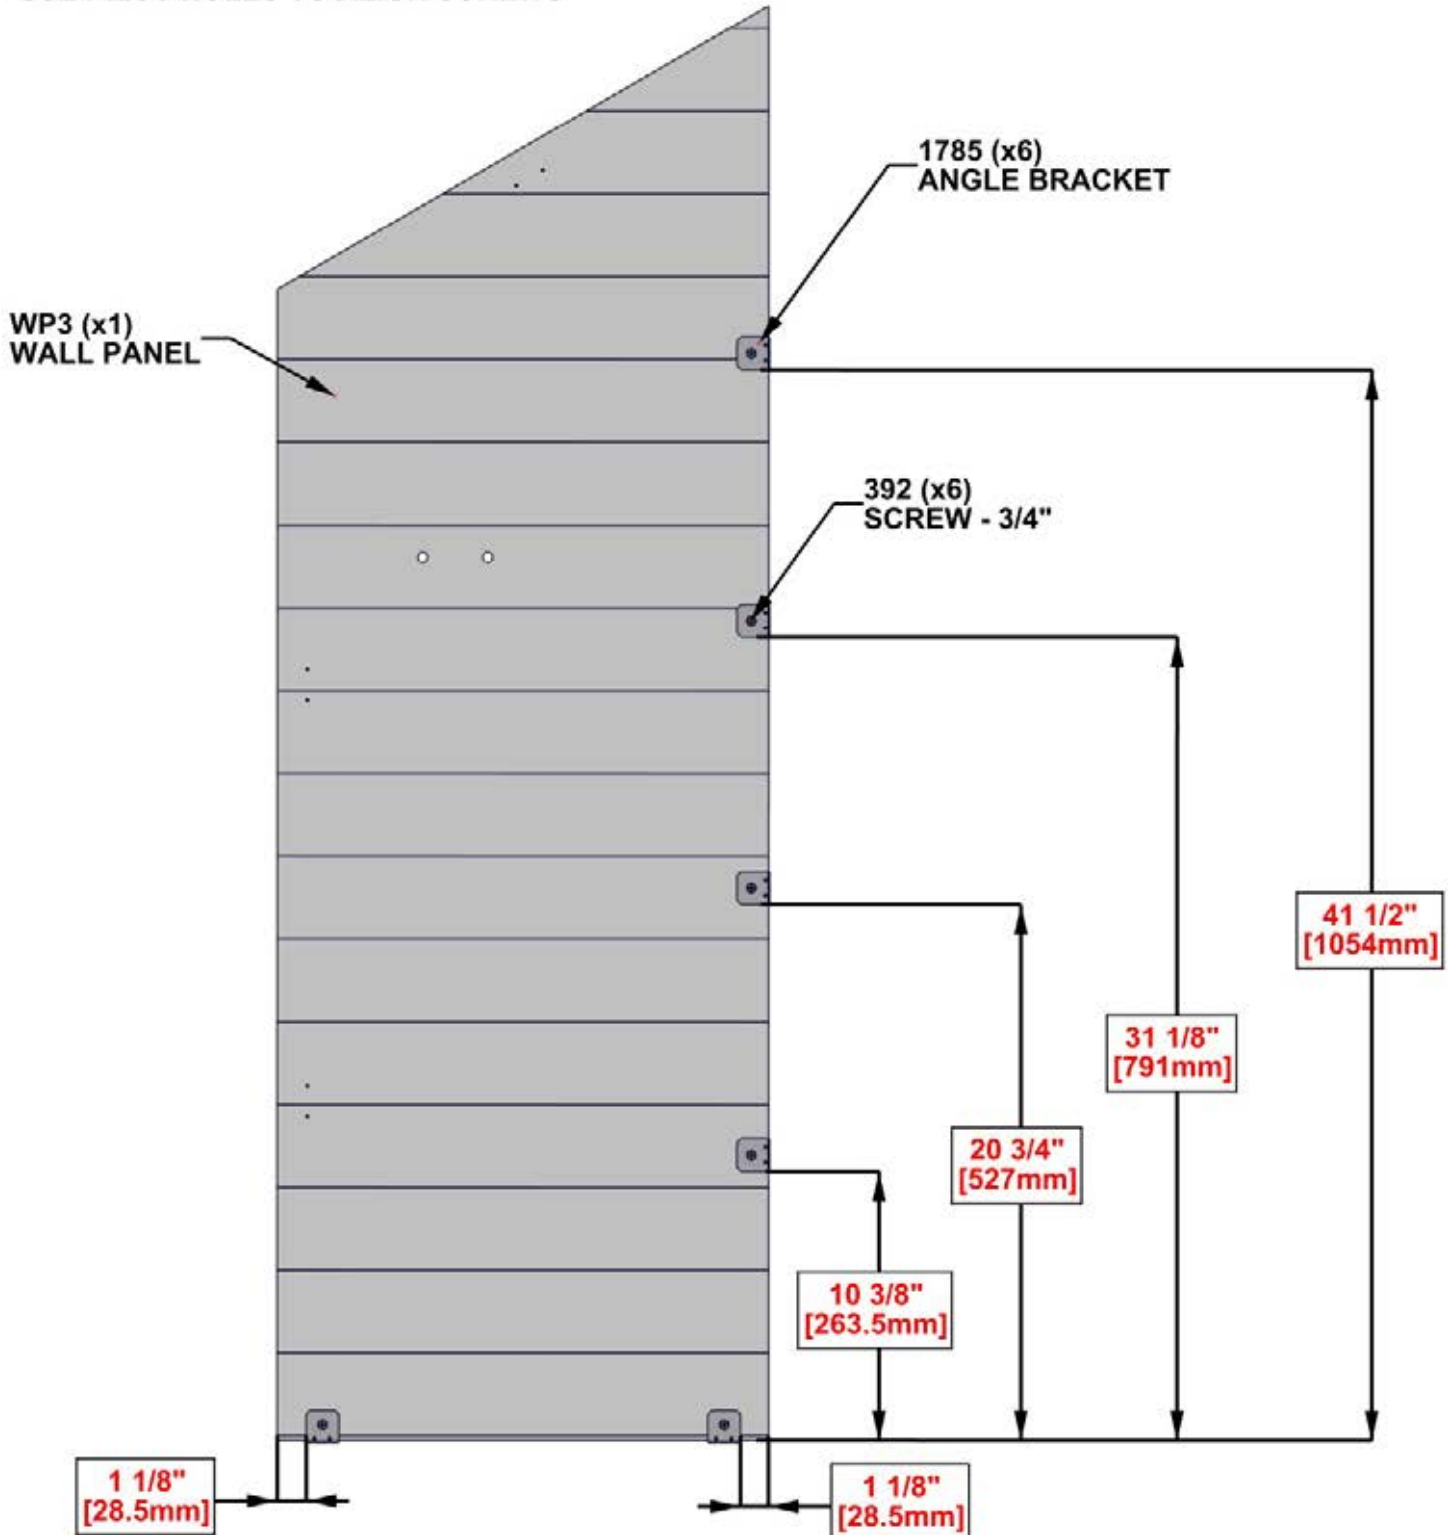 1785 (x6)
ANGLE BRACKET
WP3 (x1)
WALL PANEL
392 (x6)
SCREW - 3/4"
41 1/2"
[1054mm]
31 1/8"
[791mm]
20 3/4"
[527mm]
10 3/8"
[263.5mm]
1 1/8"
[28.5mm]
1 1/8"
[28.5mm]